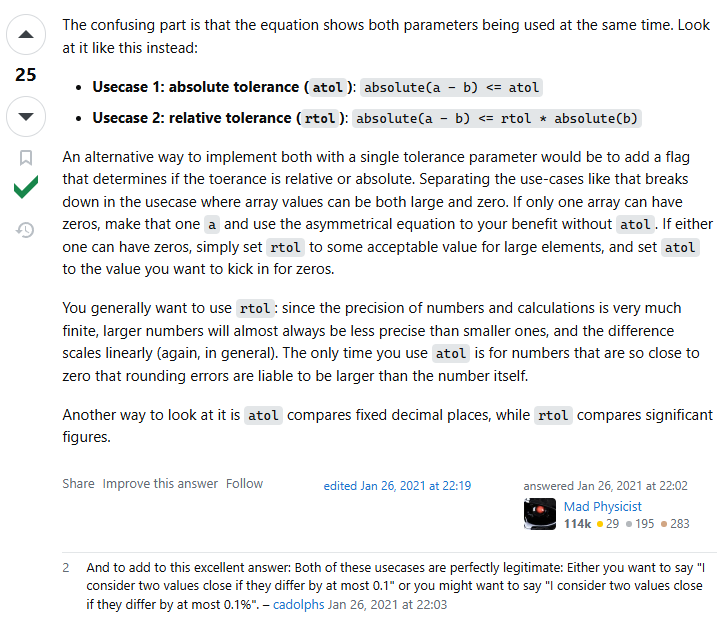 The confusing part is that the equation shows both parameters being used at the same time. Look
at it like this instead:
25
• Usecase 1: absolute tolerance (atol): absolute(a - b) <= atol
• Usecase 2: relative tolerance (rtol): absolute(a - b) <= rtol * absolute(b)
An alternative way to implement both with a single tolerance parameter would be to add a flag
that determines if the toerance is relative or absolute. Separating the use-cases like that breaks
down in the usecase where array values can be both large and zero. If only one array can have
zeros, make that one a and use the asymmetrical equation to your benefit without atol. If either
one can have zeros, simply set rtol to some acceptable value for large elements, and set atol
to the value you want to kick in for zeros.
You generally want to use rtol: since the precision of numbers and calculations is very much
finite, larger numbers will almost always be less precise than smaller ones, and the difference
scales linearly (again, in general). The only time you use atol is for numbers that are so close to
zero that rounding errors are liable to be larger than the number itself.
Another way to look at it is atol compares fixed decimal places, while rtol compares significant
figures.
Share Improve this answer Follow
edited Jan 26, 2021 at 22:19
answered Jan 26, 2021 at 22:02
Mad Physicist
114k ● 29 ● 195 ● 283
2 And to add to this excellent answer: Both of these usecases are perfectly legitimate: Either you want to say "I
consider two values close if they differ by at most 0.1" or you might want to say "I consider two values close
if they differ by at most 0.1%". – cadolphs Jan 26, 2021 at 22:03